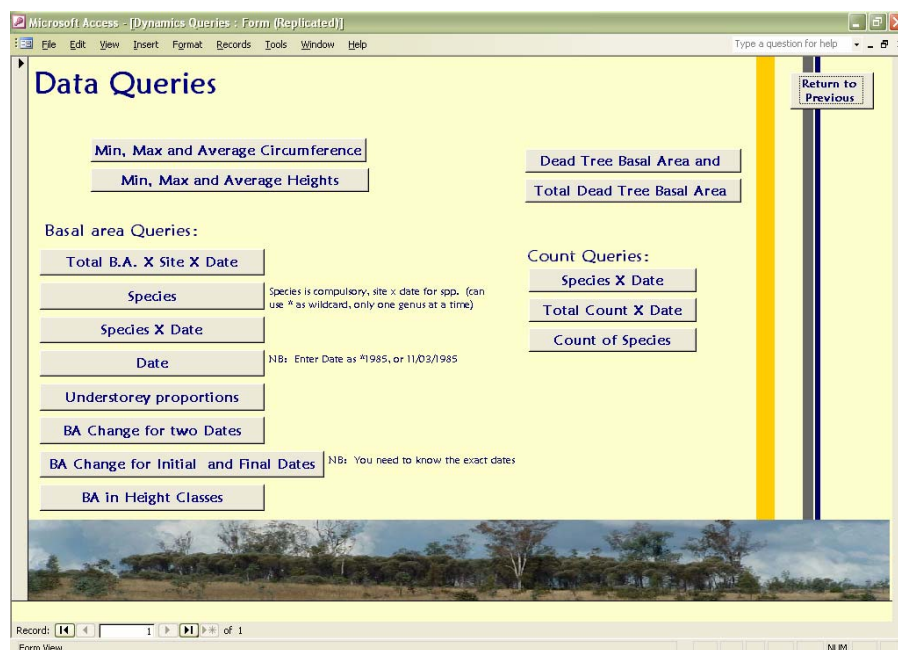 Microsoft Access - [Dynamics Queries : Form (Replicated)]
File Edit View Insert Format Records Tools Window Help
Type a question for help
Data Queries
Return to
Previous
Min, Max and Average Circumference
Min, Max and Average Heights
Dead Tree Basal Area and
Total Dead Tree Basal Area
Basal area Queries:
Total B.A. X Site X Date
Species
Species is compulsory, site x date for spp. (can
use * as wildcard, only one genus at a time)
Species X Date
Date
NB: Enter Date as *1985, or 11/03/1985
Understorey proportions
BA Change for two Dates
BA Change for Initial and Final Dates
NB: You need to know the exact dates
BA in Height Classes
Count Queries:
Species X Date
Total Count X Date
Count of Species
Record: 1 of 1
Form View
NUM